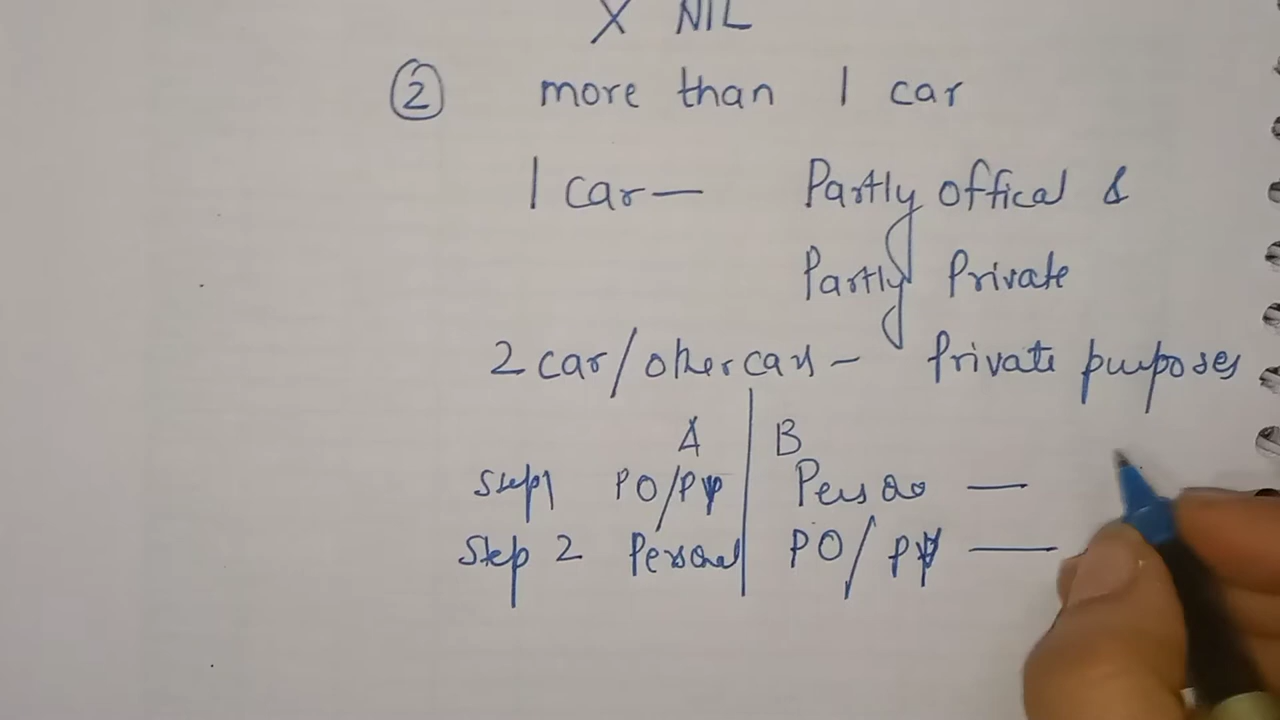 X NIL
② more than 1 car
1 car — Partly offical &
Partly Private
2 car/other cars – Private purposes
A | B
Step1 PO/PP Perso —
Step 2 Personal PO/PP —